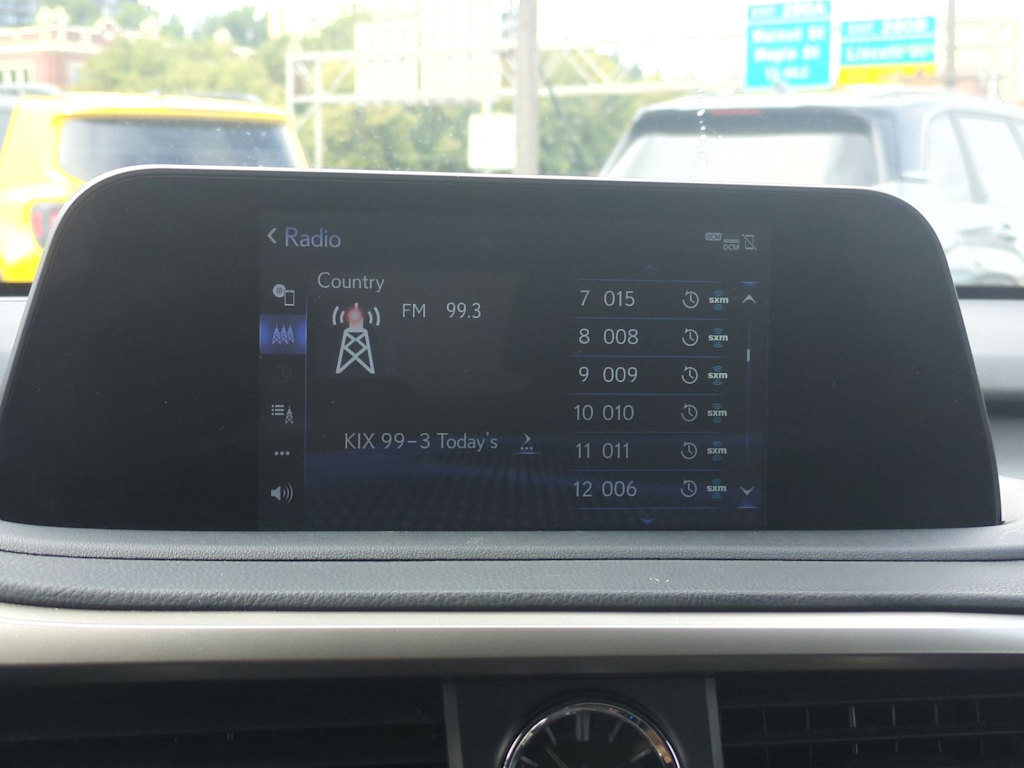 Radio
DCM
DCM
Country
FM 99.3
KIX 99-3 Today's
7 015 sxm
8 008 sxm
9 009 sxm
10 010 sxm
11 011 sxm
12 006 sxm